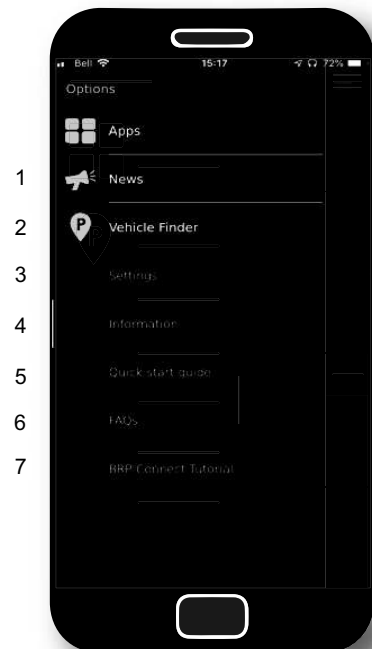 Bell 15:17 72%
Options
Apps
1 News
2 Vehicle Finder
3 Settings
4 Information
5 Quick start guide
6 FAQs
7 BRP Connect Tutorial